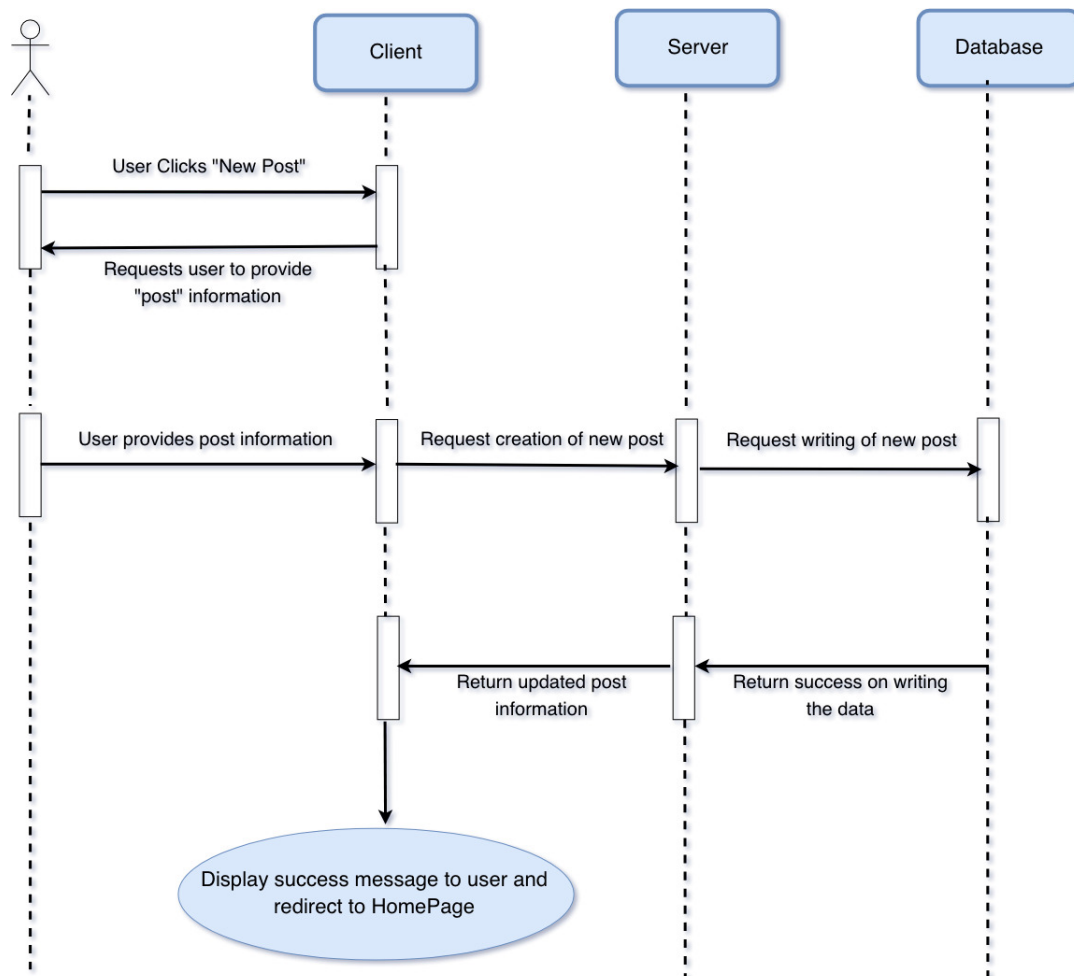 Client
Server
Database
User Clicks "New Post"
Requests user to provide
"post" information
User provides post information
Request creation of new post
Request writing of new post
Return updated post
information
Return success on writing
the data
Display success message to user and
redirect to HomePage